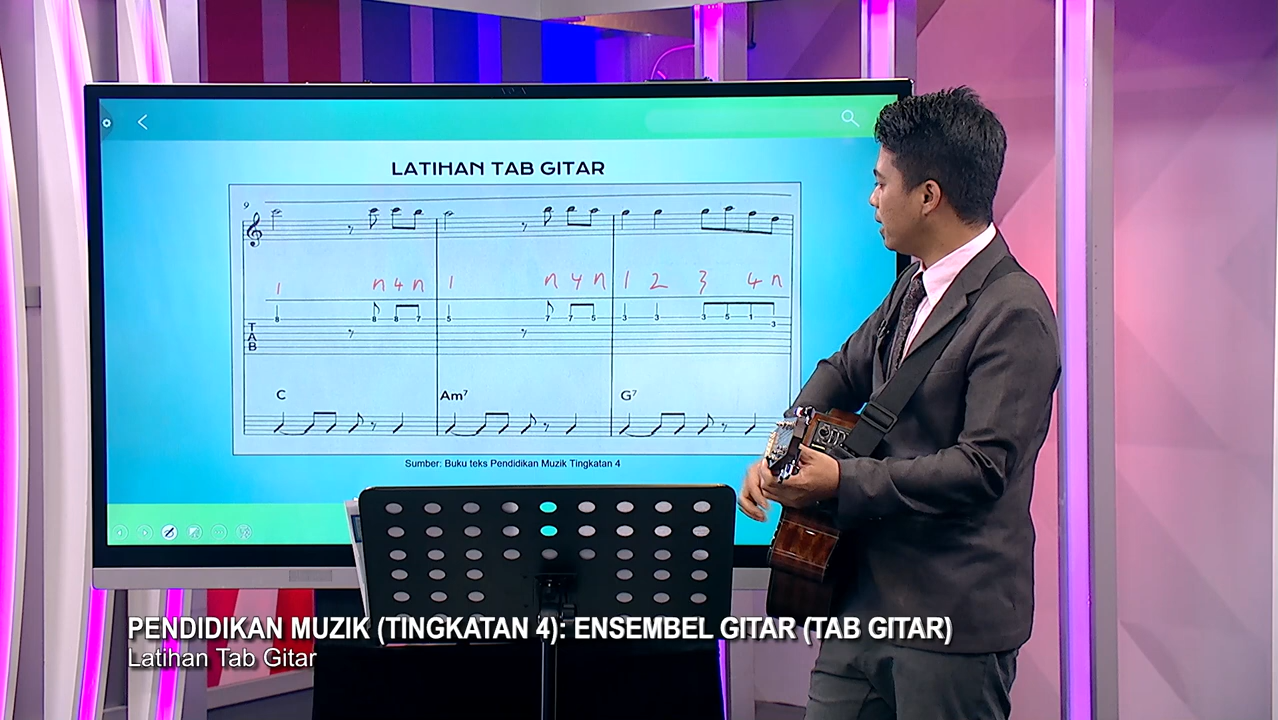 LATIHAN TAB GITAR
9
1 n 4 n 1 n 4 n 1 2 3 4 n
8 8 8 7 5 7 7 5 3 3 3 5 1 3
T
A
B
C Am7 G7
Sumber: Buku teks Pendidikan Muzik Tingkatan 4
PENDIDIKAN MUZIK (TINGKATAN 4): ENSEMBEL GITAR (TAB GITAR)
Latihan Tab Gitar